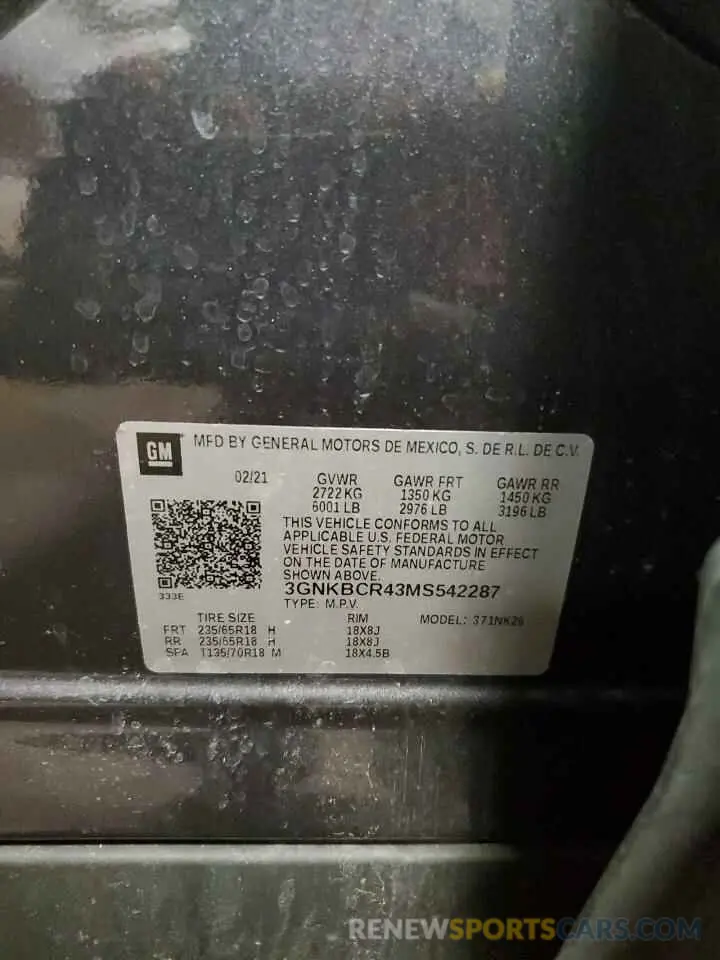 GM MFD BY GENERAL MOTORS DE MEXICO, S. DE R.L. DE C.V.
02/21 GVWR GAWR FRT GAWR RR
2722 KG 1350 KG 1450 KG
6001 LB 2976 LB 3196 LB
THIS VEHICLE CONFORMS TO ALL
APPLICABLE U.S. FEDERAL MOTOR
VEHICLE SAFETY STANDARDS IN EFFECT
ON THE DATE OF MANUFACTURE
SHOWN ABOVE.
3GNKBCR43MS542287
333E
TYPE: M.P.V.
TIRE SIZE RIM MODEL: 371NK26
FRT 235/65R18 H 18X8J
RR 235/65R18 H 18X8J
SPA T135/70R18 M 18X4.5B
RENEWSPORTSCARS.COM